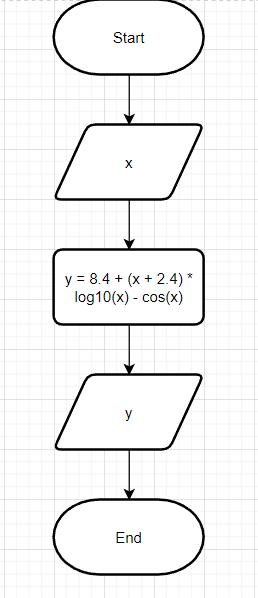 Start
x
y = 8.4 + (x + 2.4) *
log10(x) - cos(x)
y
End